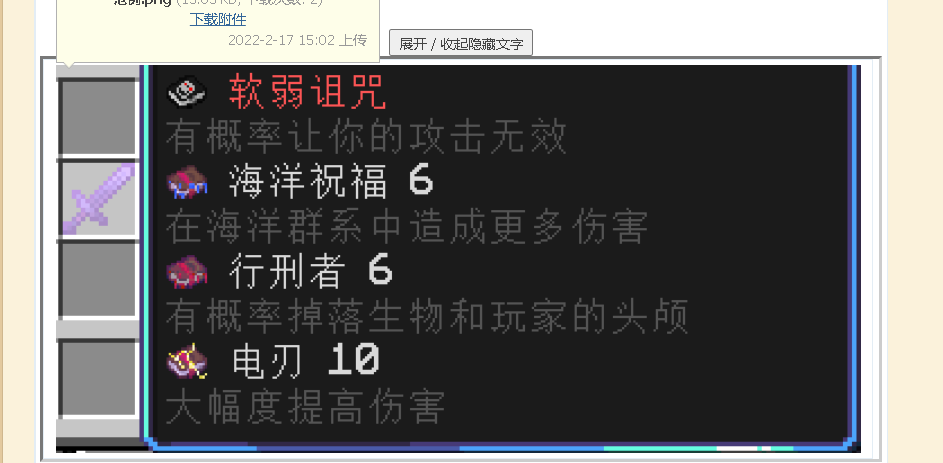 范例.png (13.03 KB, 下载次数: 2)
下载附件
2022-2-17 15:02 上传
展开 / 收起隐藏文字
软弱诅咒
有概率让你的攻击无效
海洋祝福 6
在海洋群系中造成更多伤害
行刑者 6
有概率掉落生物和玩家的头颅
电刃 10
大幅度提高伤害